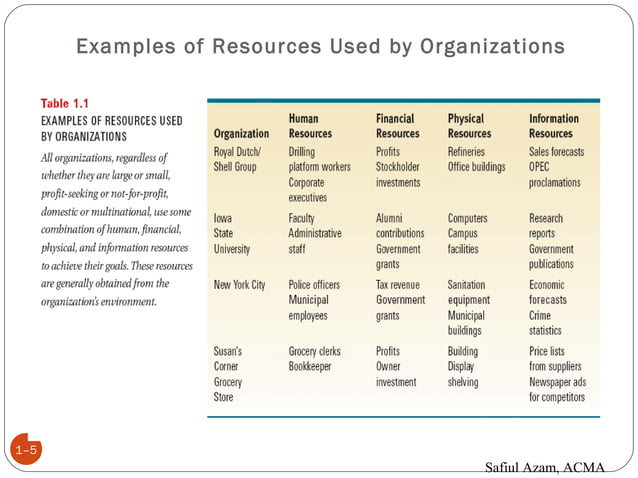 Examples of Resources Used by Organizations
Table 1.1
EXAMPLES OF RESOURCES USED
BY ORGANIZATIONS
All organizations, regardless of
whether they are large or small,
profit-seeking or not-for-profit,
domestic or multinational, use some
combination of human, financial,
physical, and information resources
to achieve their goals. These resources
are generally obtained from the
organization's environment.
Human Financial Physical Information
Organization Resources Resources Resources Resources
Royal Dutch/ Drilling Profits Refineries Sales forecasts
Shell Group platform workers Stockholder Office buildings OPEC
Corporate investments proclamations
executives
Iowa Faculty Alumni Computers Research
State Administrative contributions Campus reports
University staff Government facilities Government
grants publications
New York City Police officers Tax revenue Sanitation Economic
Municipal Government equipment forecasts
employees grants Municipal Crime
buildings statistics
Susan's Grocery clerks Profits Building Price lists
Corner Bookkeeper Owner Display from suppliers
Grocery investment shelving Newspaper ads
Store for competitors
1–5
Safiul Azam, ACMA